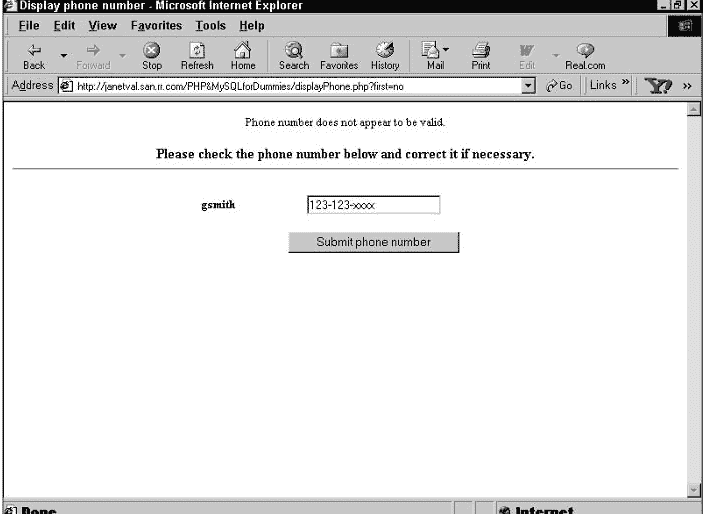 Display phone number - Microsoft Internet Explorer
File Edit View Favorites Tools Help
Back Forward Stop Refresh Home Search Favorites History Mail Print Edit Real.com
Address http://janetval.san.rr.com/PHP&MySQLforDummies/displayPhone.php?first=no Go Links » Y? »
Phone number does not appear to be valid.
Please check the phone number below and correct it if necessary.
gsmith 123-123-xxxx
Submit phone number
Done Internet